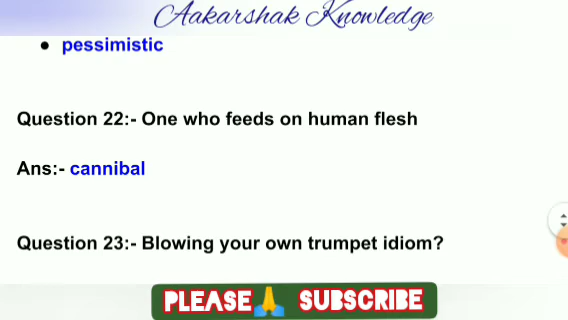 Aakarshak Knowledge
• pessimistic
Question 22:- One who feeds on human flesh
Ans:- cannibal
Question 23:- Blowing your own trumpet idiom?
PLEASE🙏 SUBSCRIBE